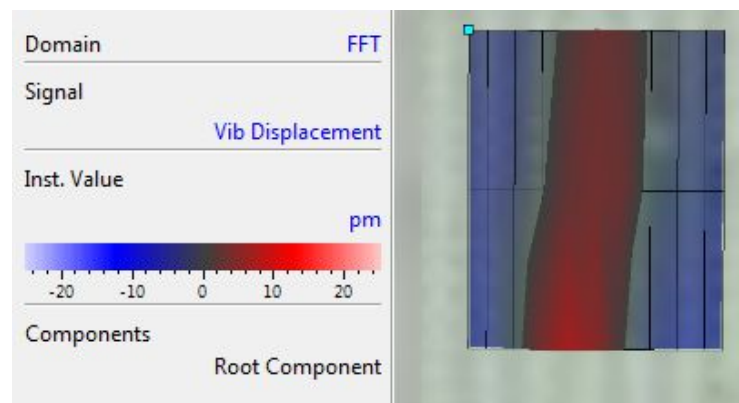 Domain FFT
Signal
Vib Displacement
Inst. Value
pm
-20 -10 0 10 20
Components
Root Component